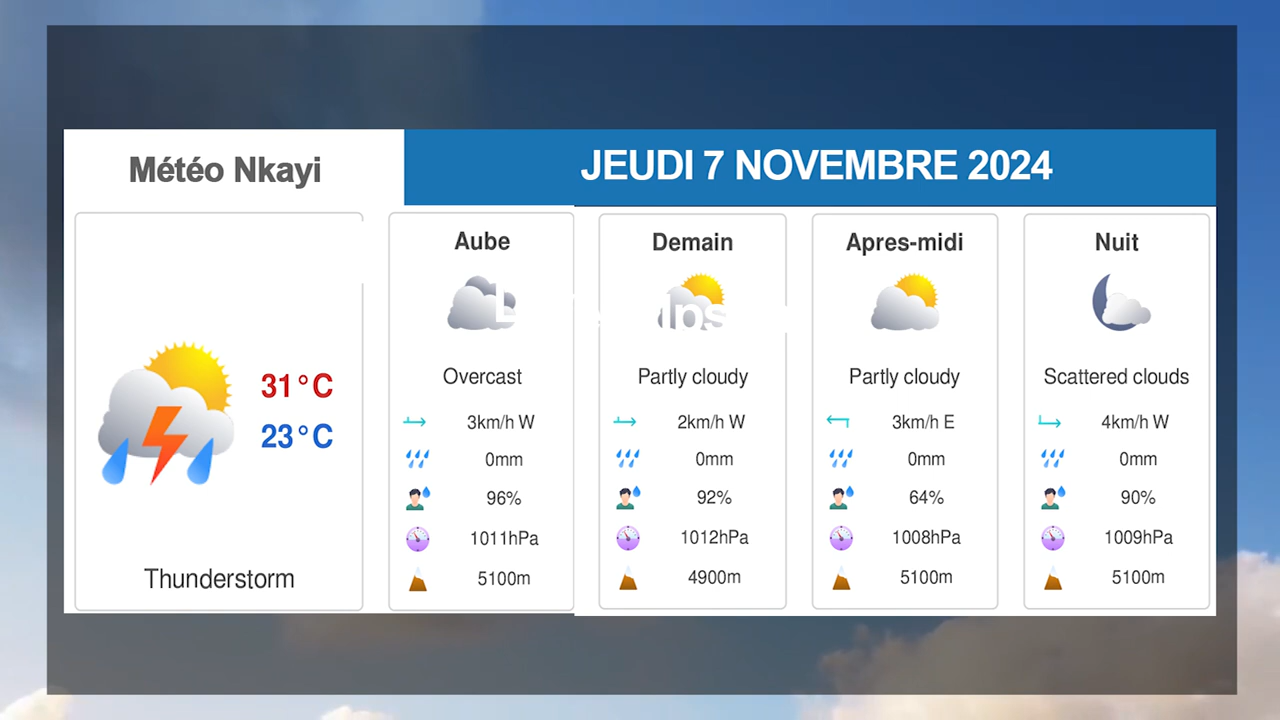 Météo Nkayi
JEUDI 7 NOVEMBRE 2024
31°C
23°C
Thunderstorm
Aube
Overcast
3km/h W
0mm
96%
1011hPa
5100m
Demain
Partly cloudy
2km/h W
0mm
92%
1012hPa
4900m
Apres-midi
Partly cloudy
3km/h E
0mm
64%
1008hPa
5100m
Nuit
Scattered clouds
4km/h W
0mm
90%
1009hPa
5100m